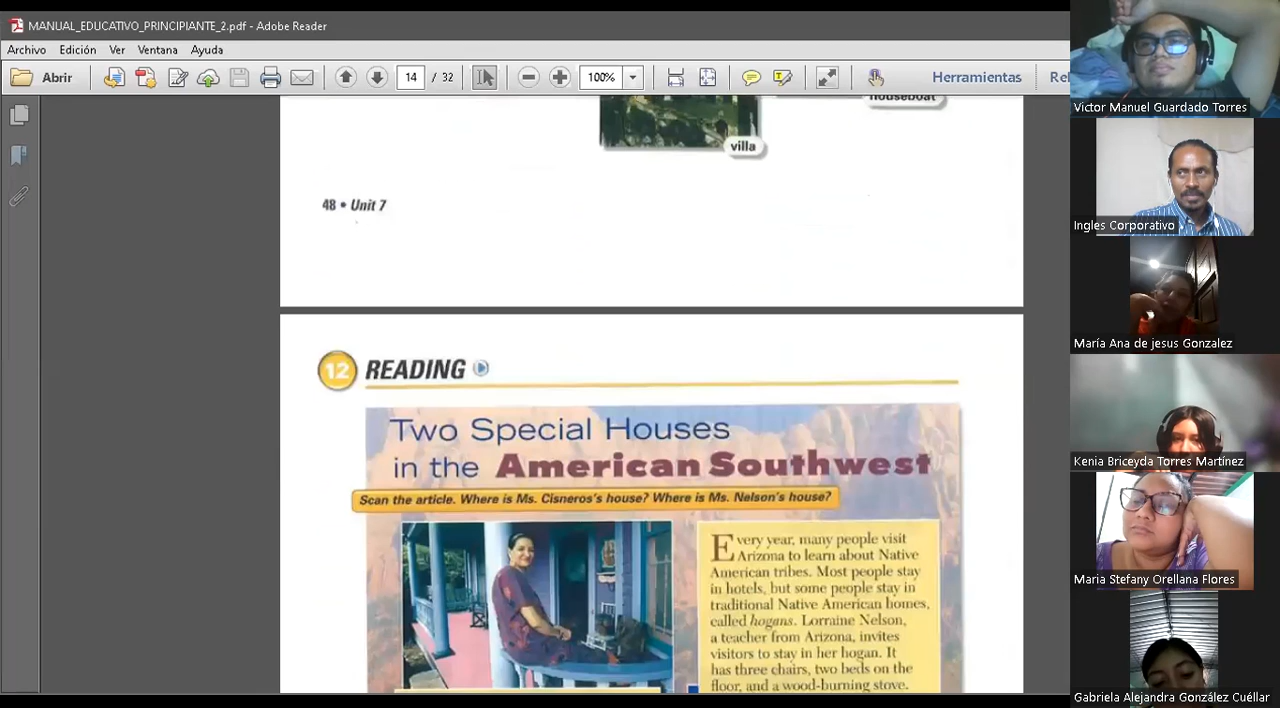 MANUAL_EDUCATIVO_PRINCIPIANTE_2.pdf - Adobe Reader
Archivo Edición Ver Ventana Ayuda
Abrir 14 / 32 100% Herramientas
houseboat
villa
48 • Unit 7
12 READING
Two Special Houses
in the American Southwest
Scan the article. Where is Ms. Cisneros's house? Where is Ms. Nelson's house?
Every year, many people visit
Arizona to learn about Native
American tribes. Most people stay
in hotels, but some people stay in
traditional Native American homes,
called hogans. Lorraine Nelson,
a teacher from Arizona, invites
visitors to stay in her hogan. It
has three chairs, two beds on the
floor, and a wood-burning stove.
Victor Manuel Guardado Torres
Ingles Corporativo
María Ana de jesus Gonzalez
Kenia Briceyda Torres Martínez
Maria Stefany Orellana Flores
Gabriela Alejandra González Cuéllar